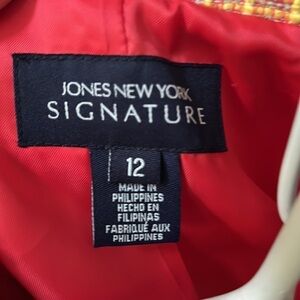 JONES NEW YORK
SIGNATURE
12
MADE IN
PHILIPPINES
HECHO EN
FILIPINAS
FABRIQUÉ AUX
PHILIPPINES